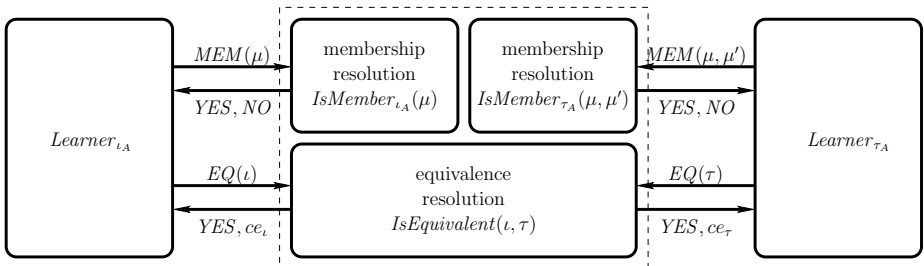 membership
resolution
IsMember_{ι_A}(μ)
membership
resolution
IsMember_{τ_A}(μ, μ′)
MEM(μ)
YES, NO
MEM(μ, μ′)
YES, NO
Learner_{ι_A}
Learner_{τ_A}
EQ(ι)
YES, ce_ι
equivalence
resolution
IsEquivalent(ι, τ)
EQ(τ)
YES, ce_τ